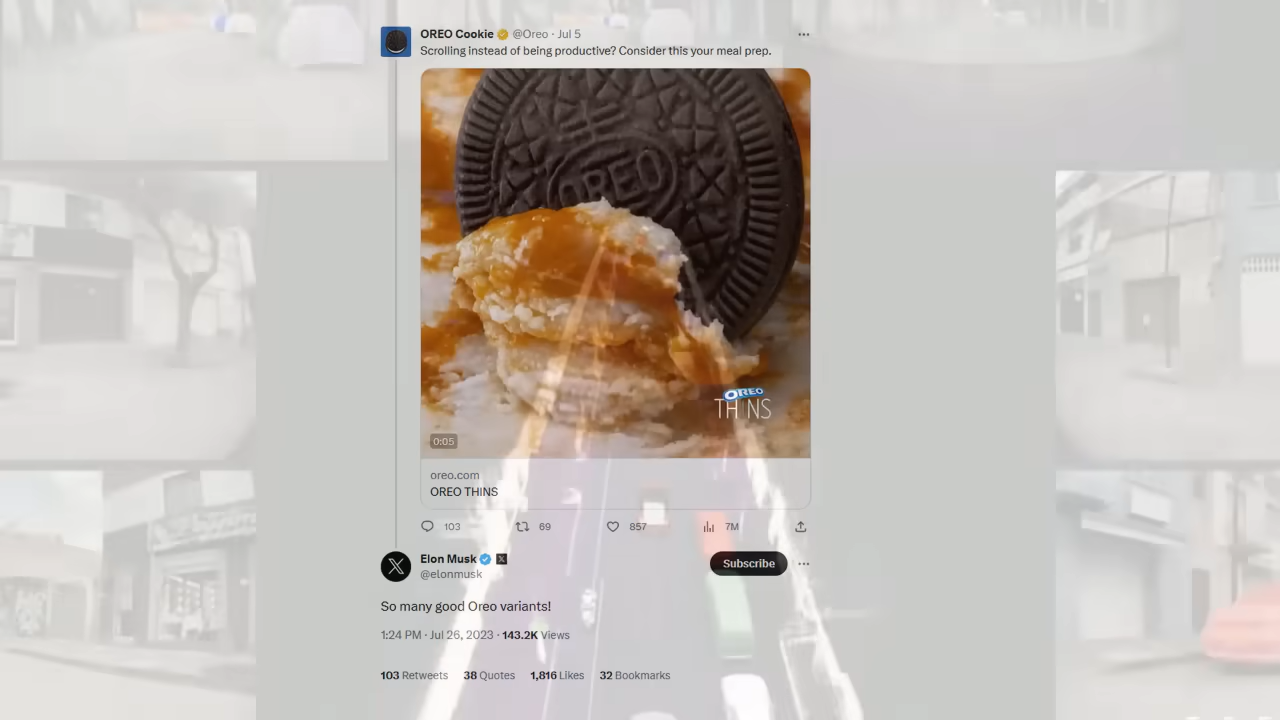 OREO Cookie @Oreo · Jul 5
Scrolling instead of being productive? Consider this your meal prep.
OREO
OREO
THINS
0:05
oreo.com
OREO THINS
103 69 857 7M
Elon Musk
@elonmusk
Subscribe
So many good Oreo variants!
1:24 PM · Jul 26, 2023 · 143.2K Views
103 Retweets 38 Quotes 1,816 Likes 32 Bookmarks